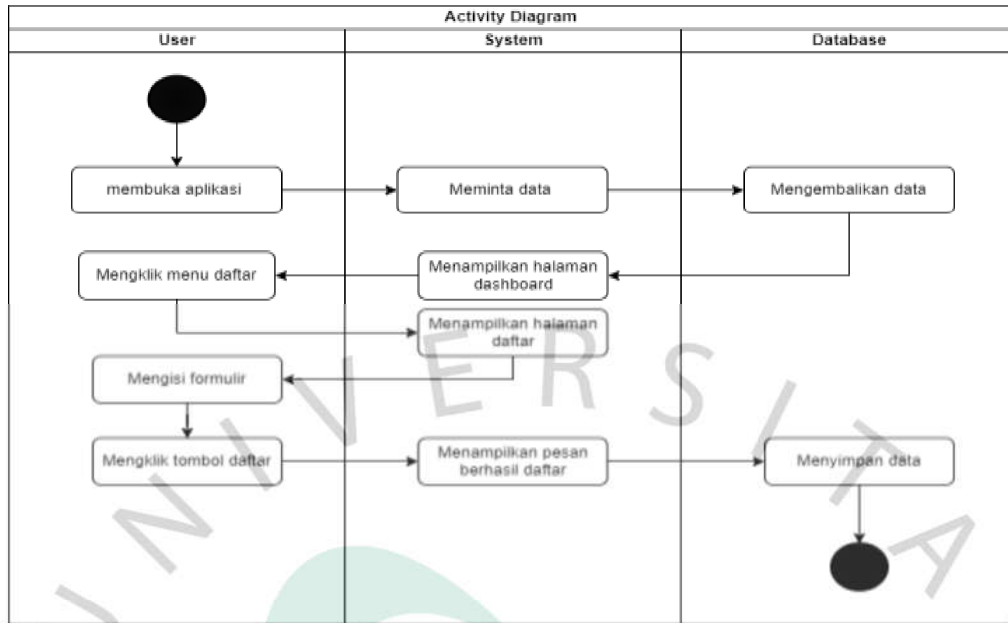 Activity Diagram
User
System
Database
membuka aplikasi
Meminta data
Mengembalikan data
Mengklik menu daftar
Menampilkan halaman
dashboard
Menampilkan halaman
daftar
Mengisi formulir
Mengklik tombol daftar
Menampilkan pesan
berhasil daftar
Menyimpan data
UNIVERSITA